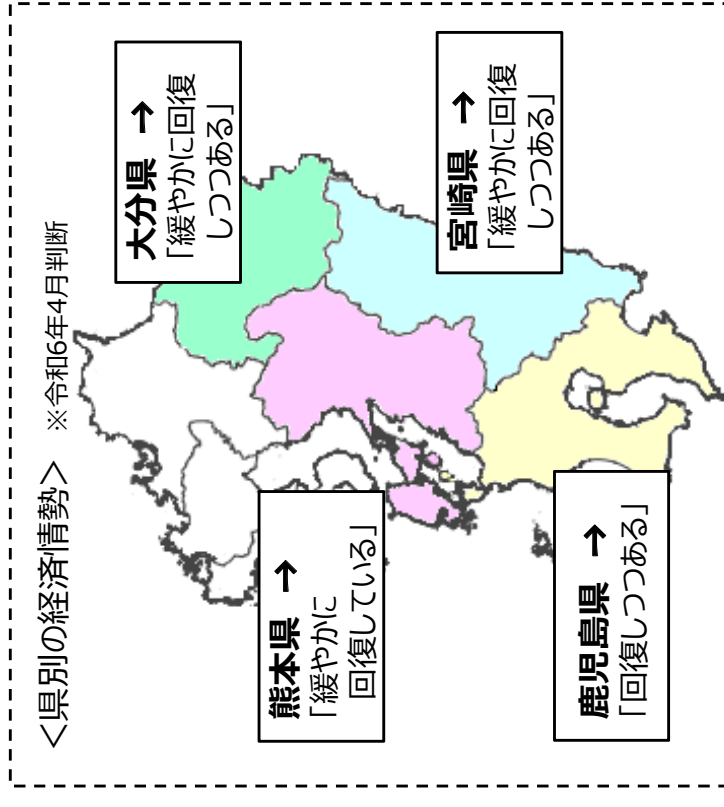 ＜県別の経済情勢＞ ※令和6年4月判断
大分県 →
「緩やかに回復
しつつある」
熊本県 →
「緩やかに
回復している」
宮崎県 →
「緩やかに回復
しつつある」
鹿児島県 →
「回復しつつある」